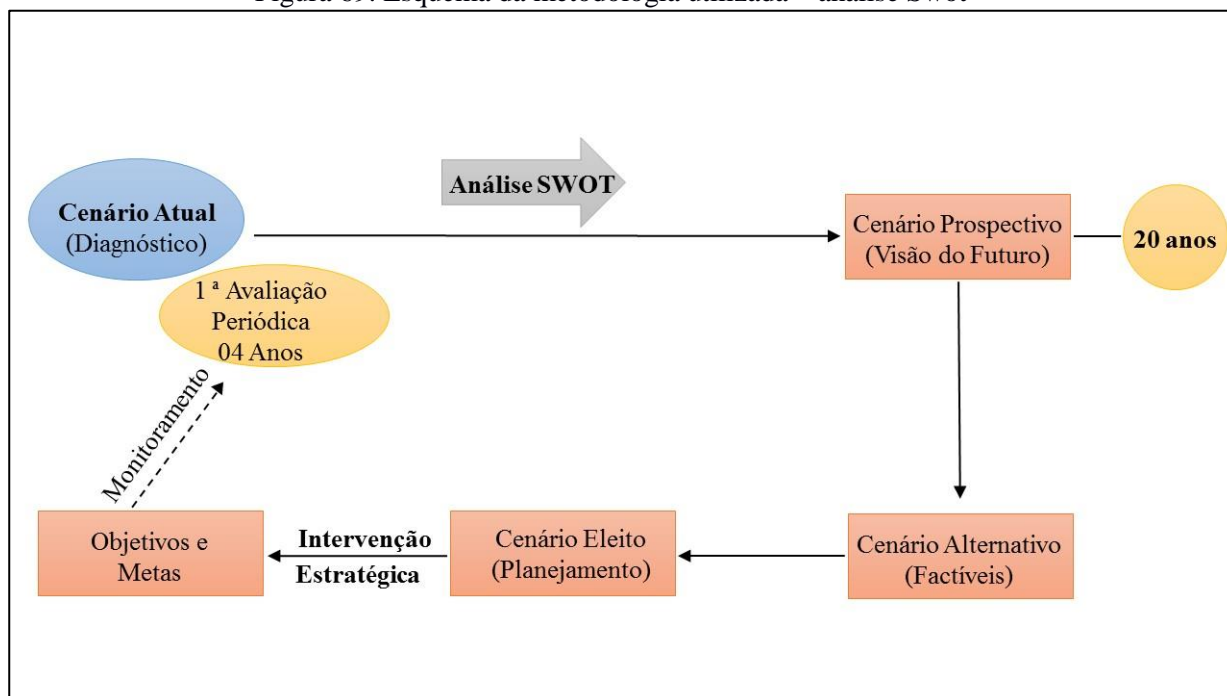 Figura 69. Esquema da metodologia utilizada – análise Swot
Análise SWOT
Cenário Atual
(Diagnóstico)
Cenário Prospectivo
(Visão do Futuro)
20 anos
1 ª Avaliação
Periódica
04 Anos
Monitoramento
Objetivos e
Metas
Intervenção
Estratégica
Cenário Eleito
(Planejamento)
Cenário Alternativo
(Factíveis)